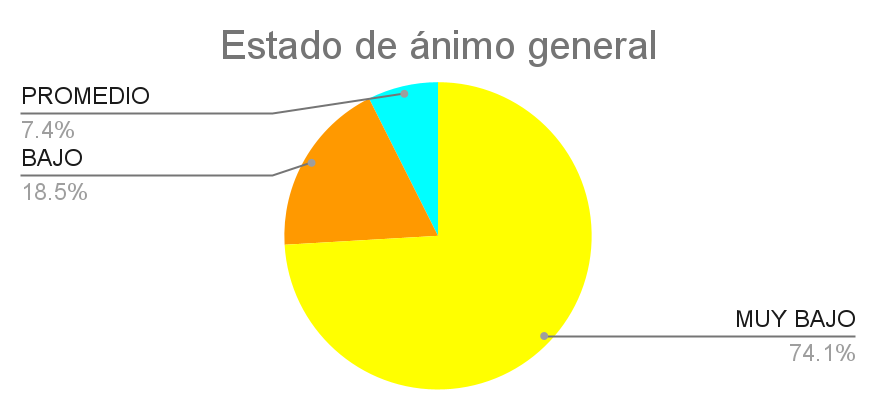 Estado de ánimo general
PROMEDIO
7.4%
BAJO
18.5%
MUY BAJO
74.1%